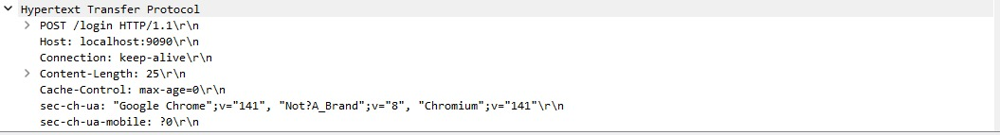 Hypertext Transfer Protocol
POST /login HTTP/1.1\r\n
Host: localhost:9090\r\n
Connection: keep-alive\r\n
Content-Length: 25\r\n
Cache-Control: max-age=0\r\n
sec-ch-ua: "Google Chrome";v="141", "Not?A_Brand";v="8", "Chromium";v="141"\r\n
sec-ch-ua-mobile: ?0\r\n